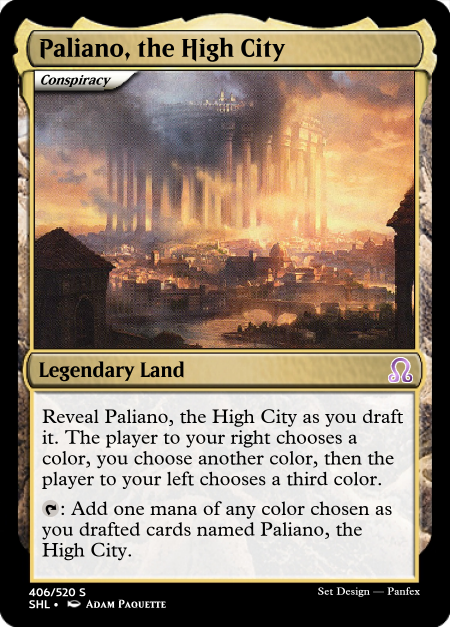 Paliano, the High City
Conspiracy
Legendary Land
Reveal Paliano, the High City as you draft
it. The player to your right chooses a
color, you choose another color, then the
player to your left chooses a third color.
: Add one mana of any color chosen as
you drafted cards named Paliano, the
High City.
406/520 S
Set Design — Panfex
SHL • Adam Paquette